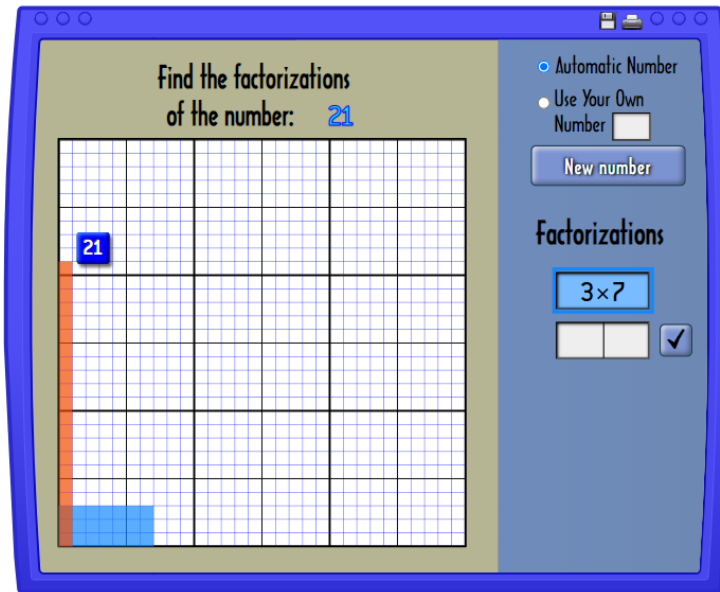 Find the factorizations
of the number: 21
21
Automatic Number
Use Your Own
Number
New number
Factorizations
3×7